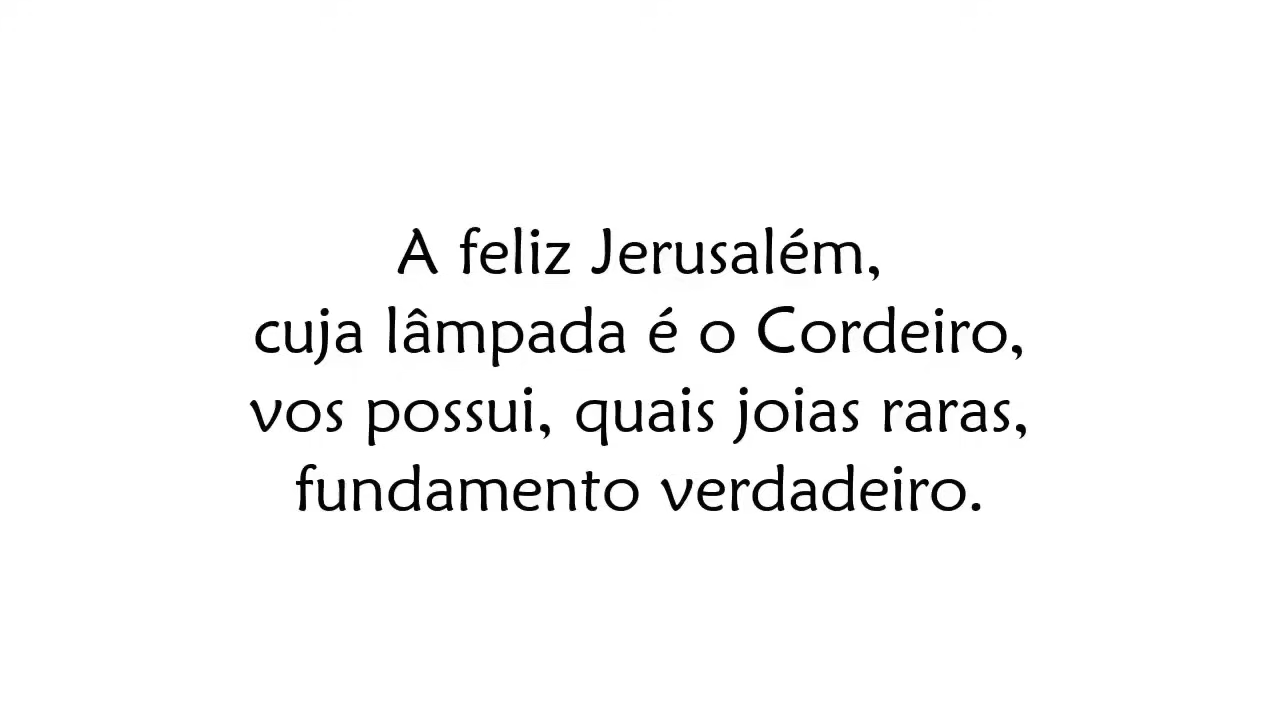 A feliz Jerusalém,
cuja lâmpada é o Cordeiro,
vos possui, quais joias raras,
fundamento verdadeiro.